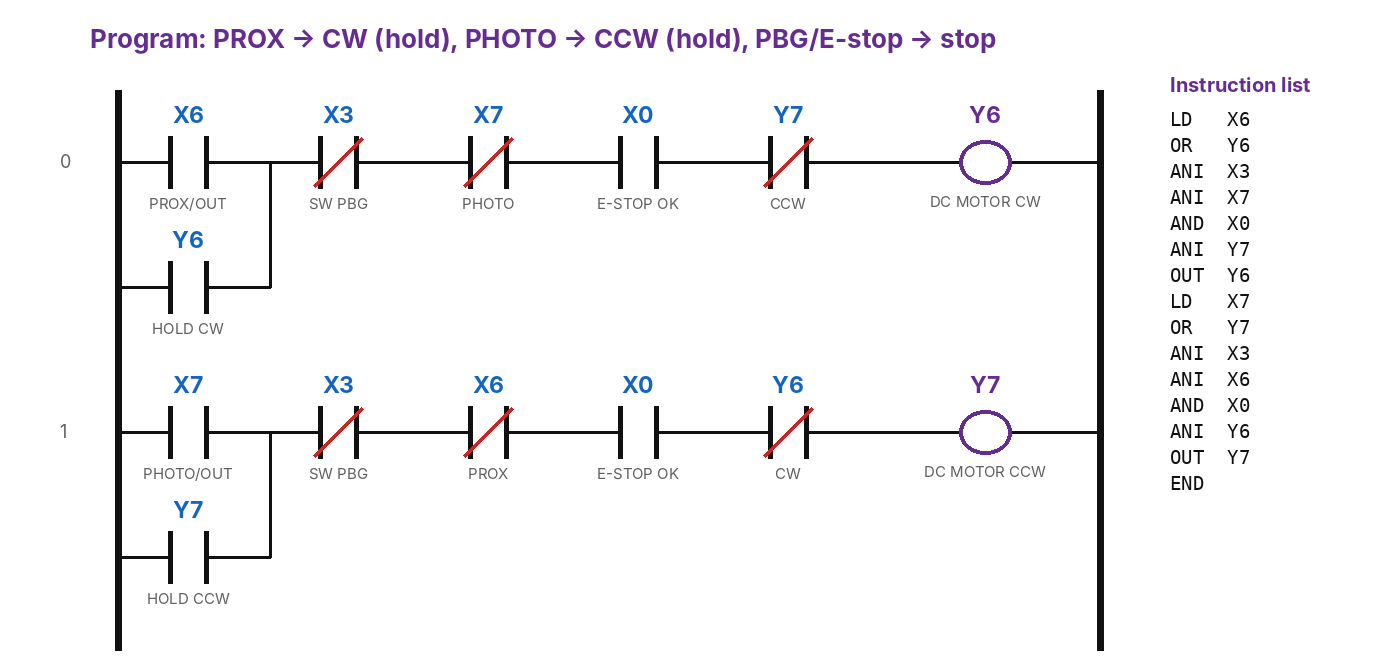 Program: PROX → CW (hold), PHOTO → CCW (hold), PBG/E-stop → stop
X6 X3 X7 X0 Y7 Y6
0
PROX/OUT SW PBG PHOTO E-STOP OK CCW DC MOTOR CW
Y6
HOLD CW
X7 X3 X6 X0 Y6 Y7
1
PHOTO/OUT SW PBG PROX E-STOP OK CW DC MOTOR CCW
Y7
HOLD CCW
Instruction list
LD X6
OR Y6
ANI X3
ANI X7
AND X0
ANI Y7
OUT Y6
LD X7
OR Y7
ANI X3
ANI X6
AND X0
ANI Y6
OUT Y7
END